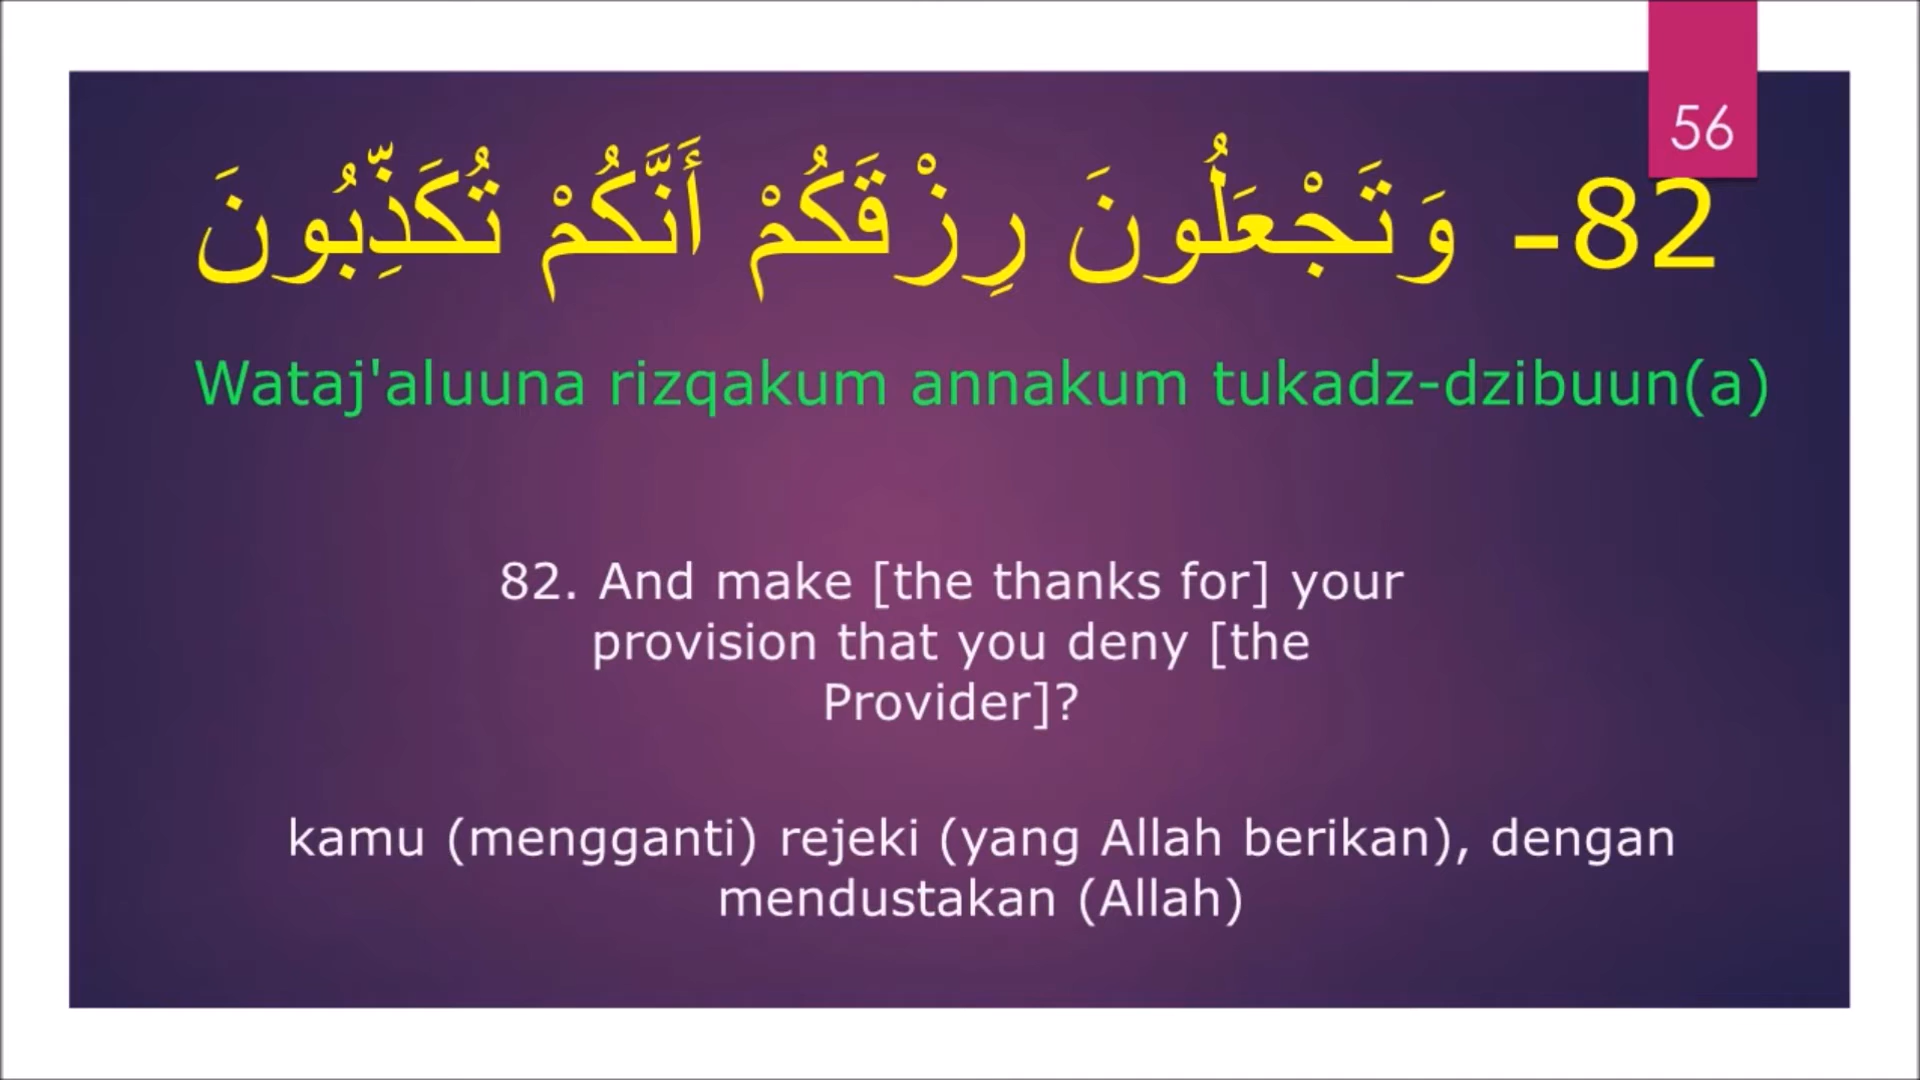 56
82- وَتَجْعَلُونَ رِزْقَكُمْ أَنَّكُمْ تُكَذِّبُونَ
Wataj'aluuna rizqakum annakum tukadz-dzibuun(a)
82. And make [the thanks for] your
provision that you deny [the
Provider]?
kamu (mengganti) rejeki (yang Allah berikan), dengan
mendustakan (Allah)